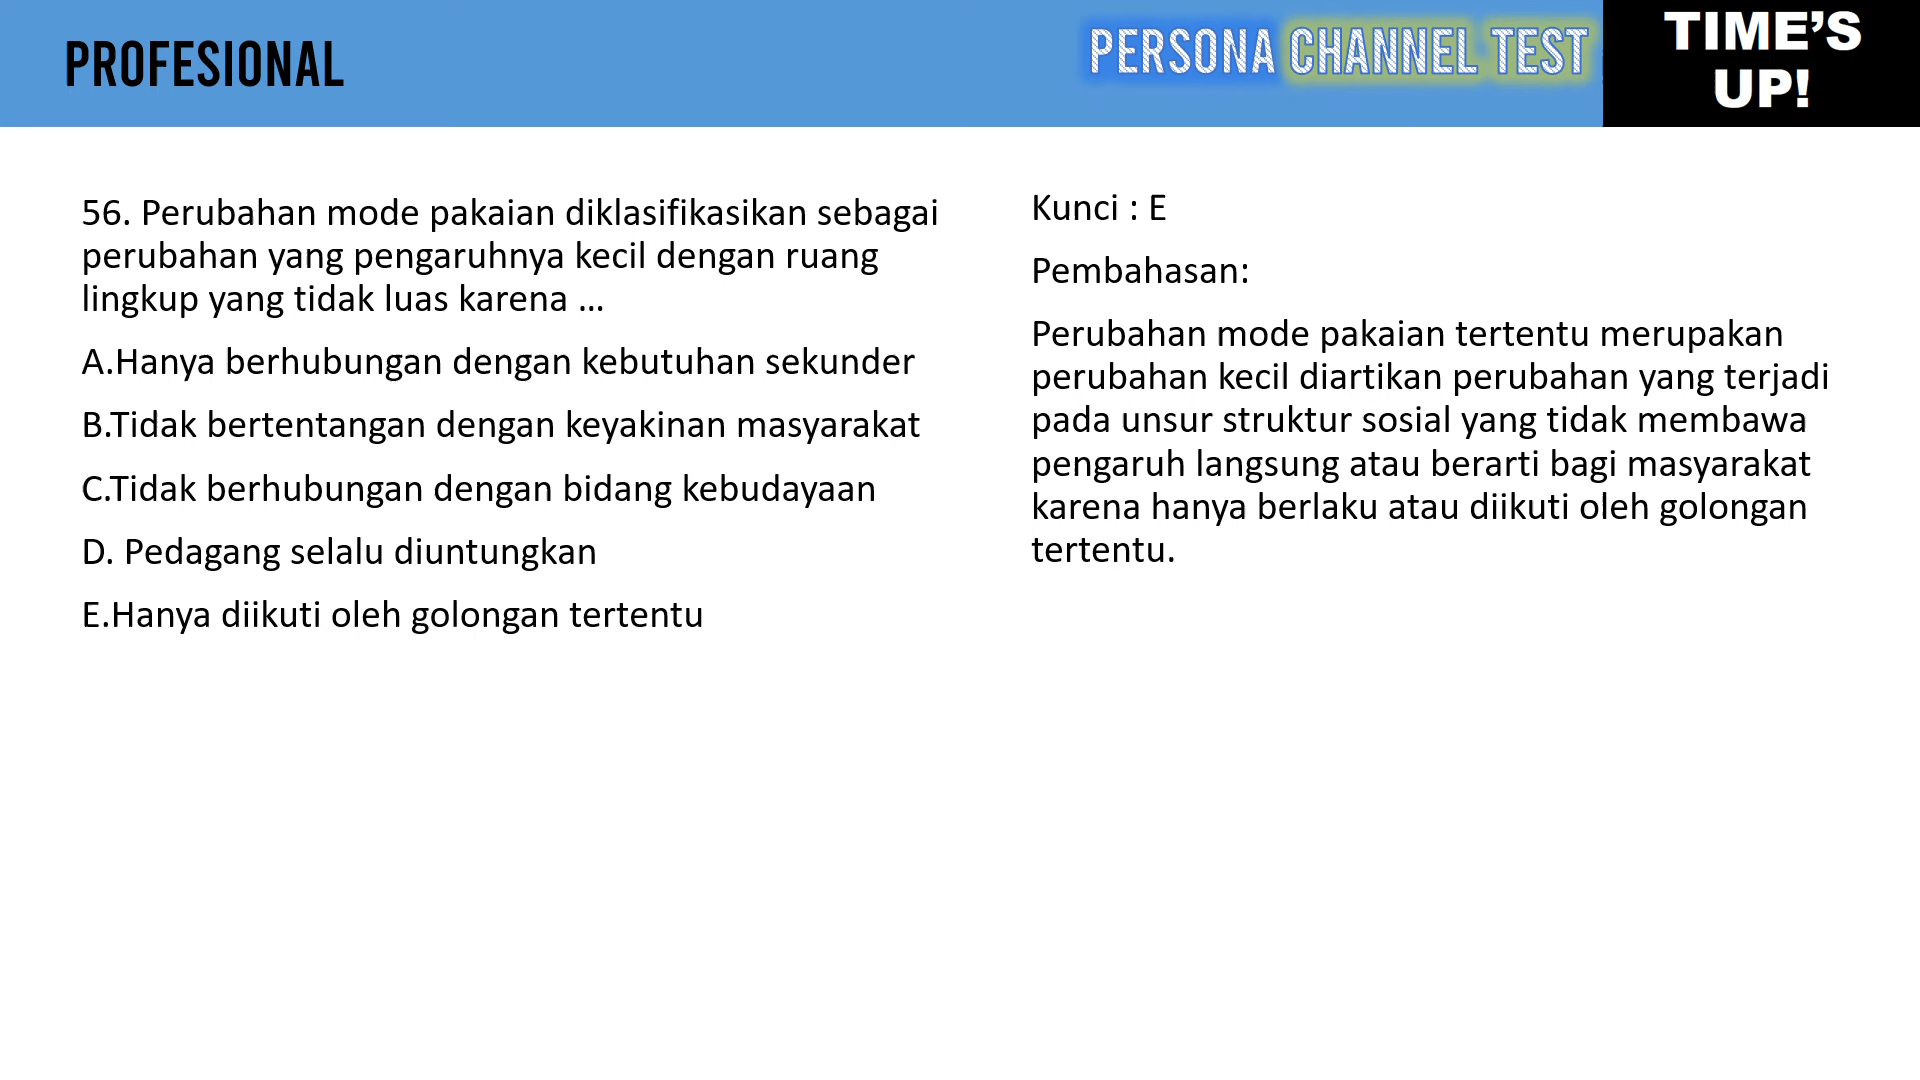 PROFESIONAL
PERSONA CHANNEL TEST
TIME’S
UP!
56. Perubahan mode pakaian diklasifikasikan sebagai
perubahan yang pengaruhnya kecil dengan ruang
lingkup yang tidak luas karena ...
A.Hanya berhubungan dengan kebutuhan sekunder
B.Tidak bertentangan dengan keyakinan masyarakat
C.Tidak berhubungan dengan bidang kebudayaan
D. Pedagang selalu diuntungkan
E.Hanya diikuti oleh golongan tertentu
Kunci : E
Pembahasan:
Perubahan mode pakaian tertentu merupakan
perubahan kecil diartikan perubahan yang terjadi
pada unsur struktur sosial yang tidak membawa
pengaruh langsung atau berarti bagi masyarakat
karena hanya berlaku atau diikuti oleh golongan
tertentu.